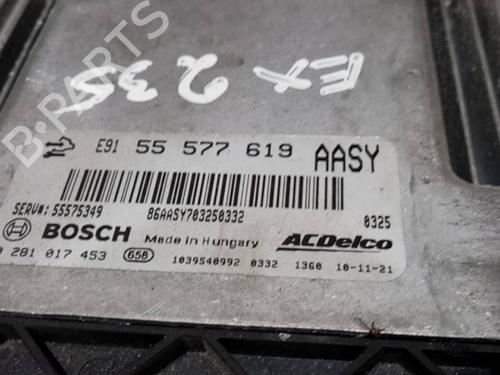 EX 235
E91 55 577 619 AASY
SERV#: 55575349 86AASY703250332 0325
BOSCH Made in Hungary ACDelco
0 281 017 453 658 1039S40992 0332 1360 10-11-21
B-PARTS